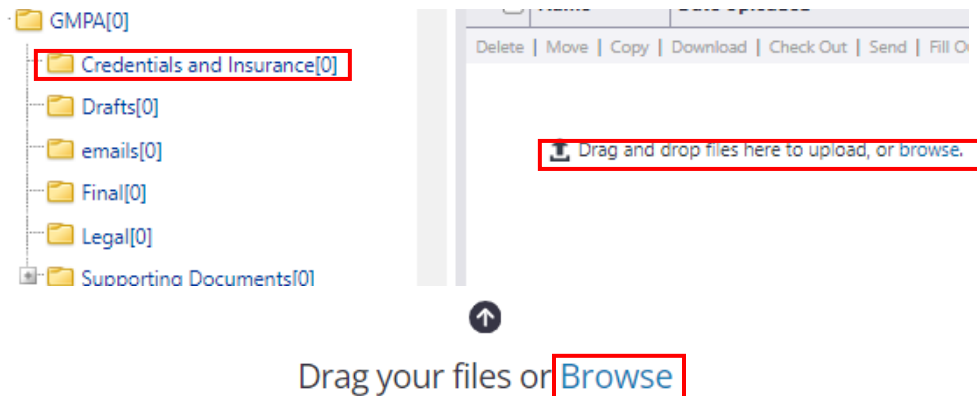 GMPA[0]
Credentials and Insurance[0]
Drafts[0]
emails[0]
Final[0]
Legal[0]
Supporting Documents[0]
Delete | Move | Copy | Download | Check Out | Send | Fill
Drag and drop files here to upload, or browse.
Drag your files or Browse